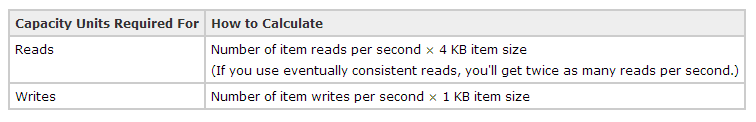 Capacity Units Required For How to Calculate
Reads Number of item reads per second × 4 KB item size
(If you use eventually consistent reads, you'll get twice as many reads per second.)
Writes Number of item writes per second × 1 KB item size